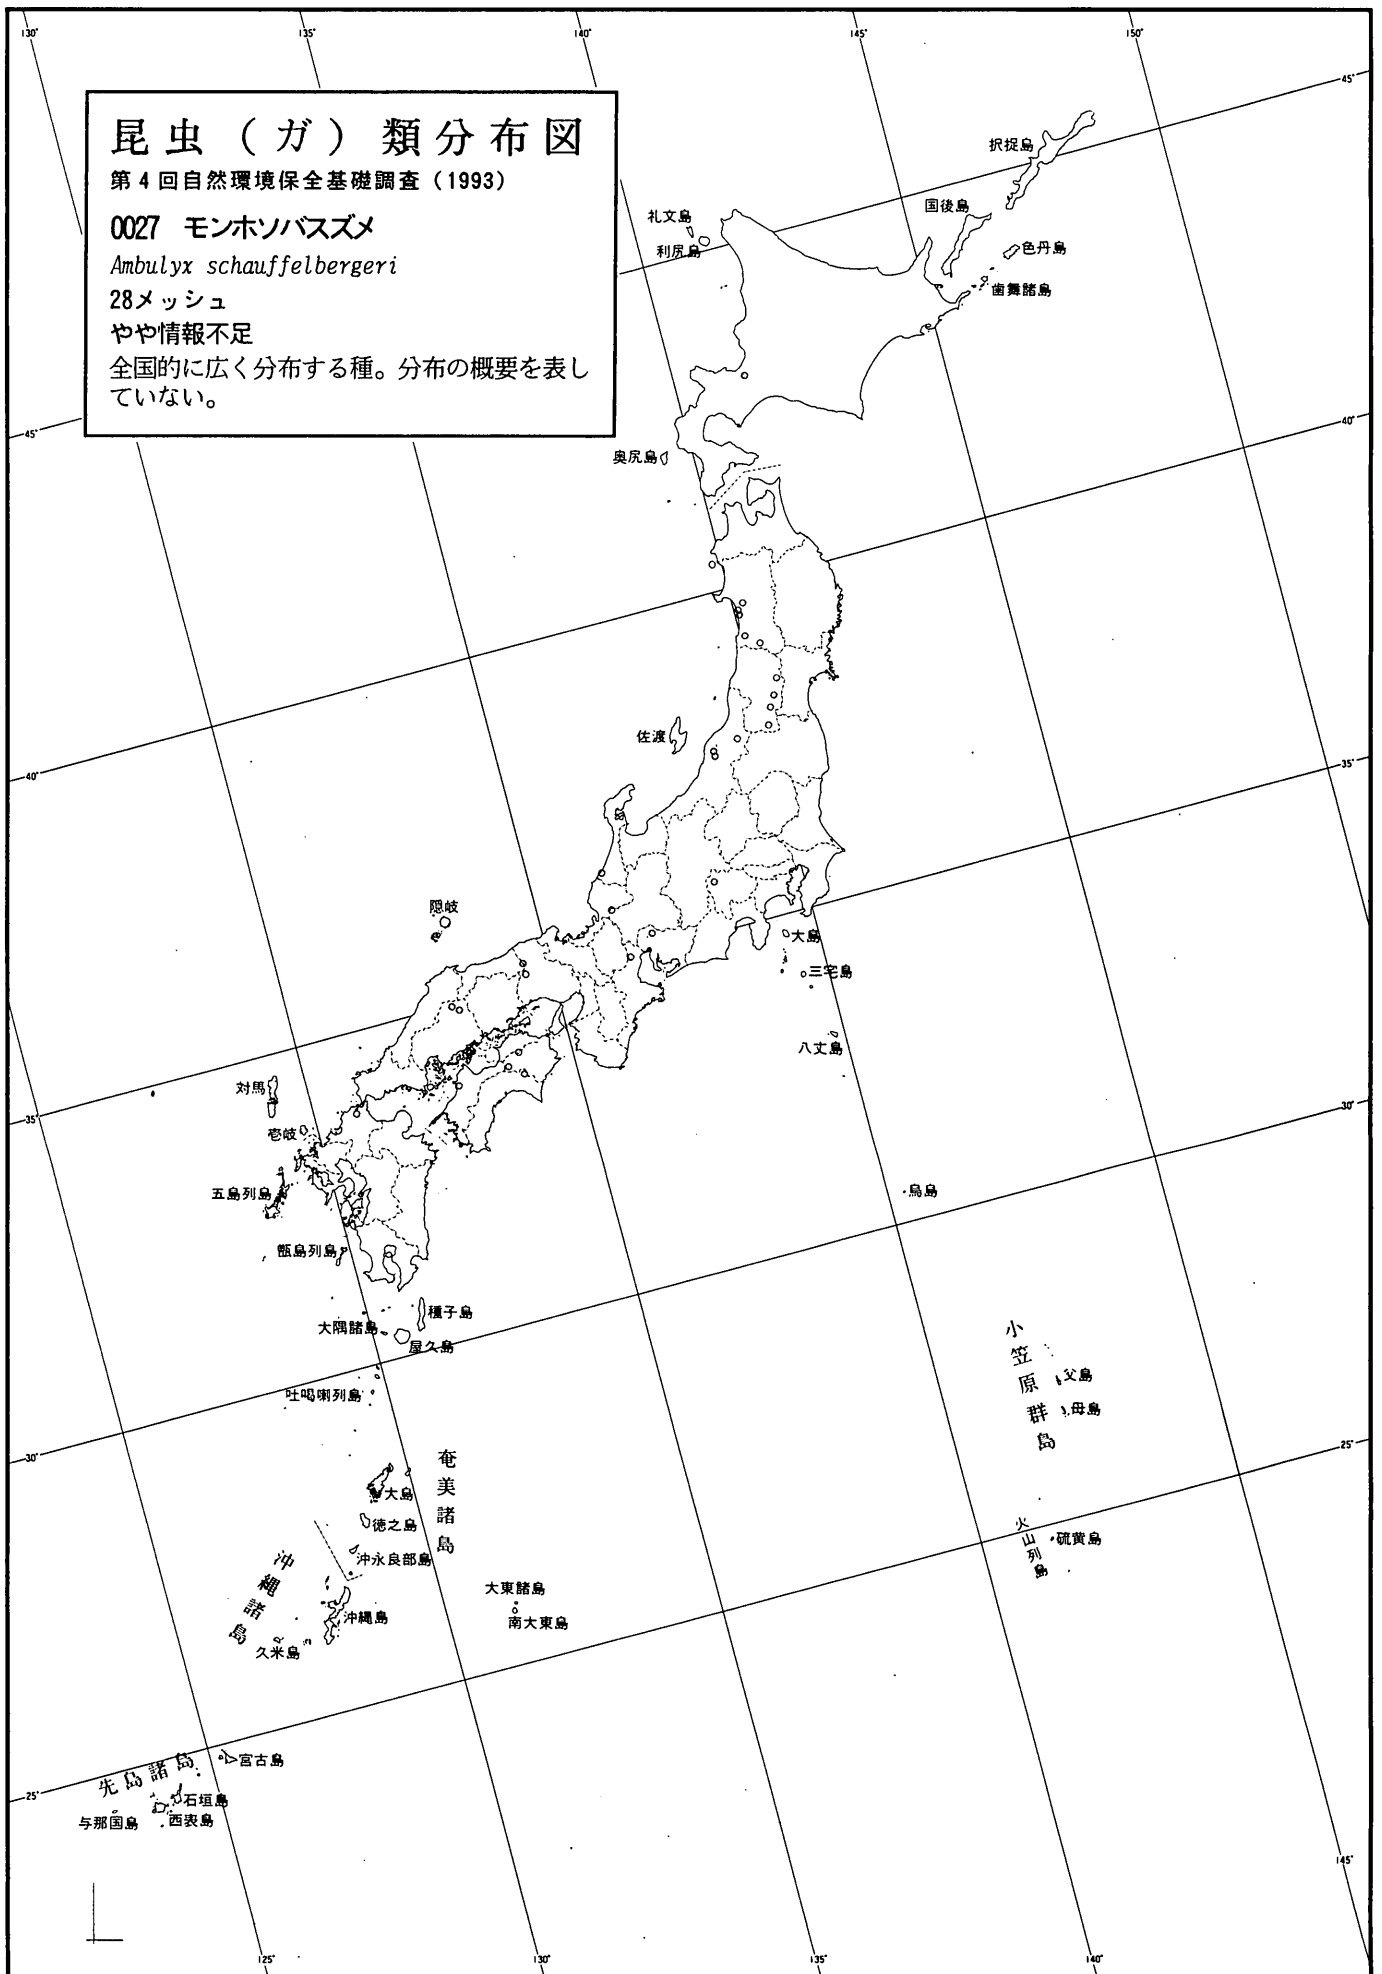 130°
135°
140°
145°
150°
45°
昆虫（ガ）類分布図
第4回自然環境保全基礎調査（1993）
0027 モンホソバスズメ
Ambulyx schauffelbergeri
28メッシュ
やや情報不足
全国的に広く分布する種。分布の概要を表し
ていない。
択捉島
国後島
色丹島
歯舞諸島
礼文島
利尻島
45°
40°
奥尻島
佐渡
40°
35°
隠岐
大島
三宅島
八丈島
対馬
35°
壱岐
30°
五島列島
鳥島
甑島列島
種子島
大隅諸島
屋久島
吐喝喇列島
小笠原群島
父島
母島
30°
25°
奄美諸島
大島
徳之島
沖永良部島
火山列島
硫黄島
沖縄諸島
沖縄島
久米島
大東諸島
南大東島
先島諸島
宮古島
25°
石垣島
与那国島
西表島
145°
125°
130°
135°
140°